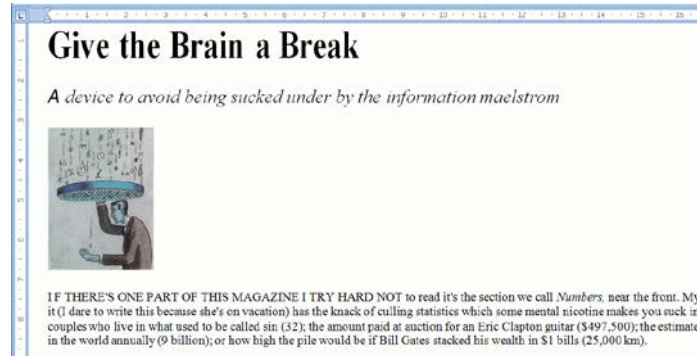 Give the Brain a Break
A device to avoid being sucked under by the information maelstrom
IF THERE'S ONE PART OF THIS MAGAZINE I TRY HARD NOT to read it's the section we call Numbers, near the front. My
it (I dare to write this because she's on vacation) has the knack of culling statistics which some mental nicotine makes you suck in
couples who live in what used to be called sin (32); the amount paid at auction for an Eric Clapton guitar ($497,500); the estimate
in the world annually (9 billion); or how high the pile would be if Bill Gates stacked his wealth in $1 bills (25,000 km).